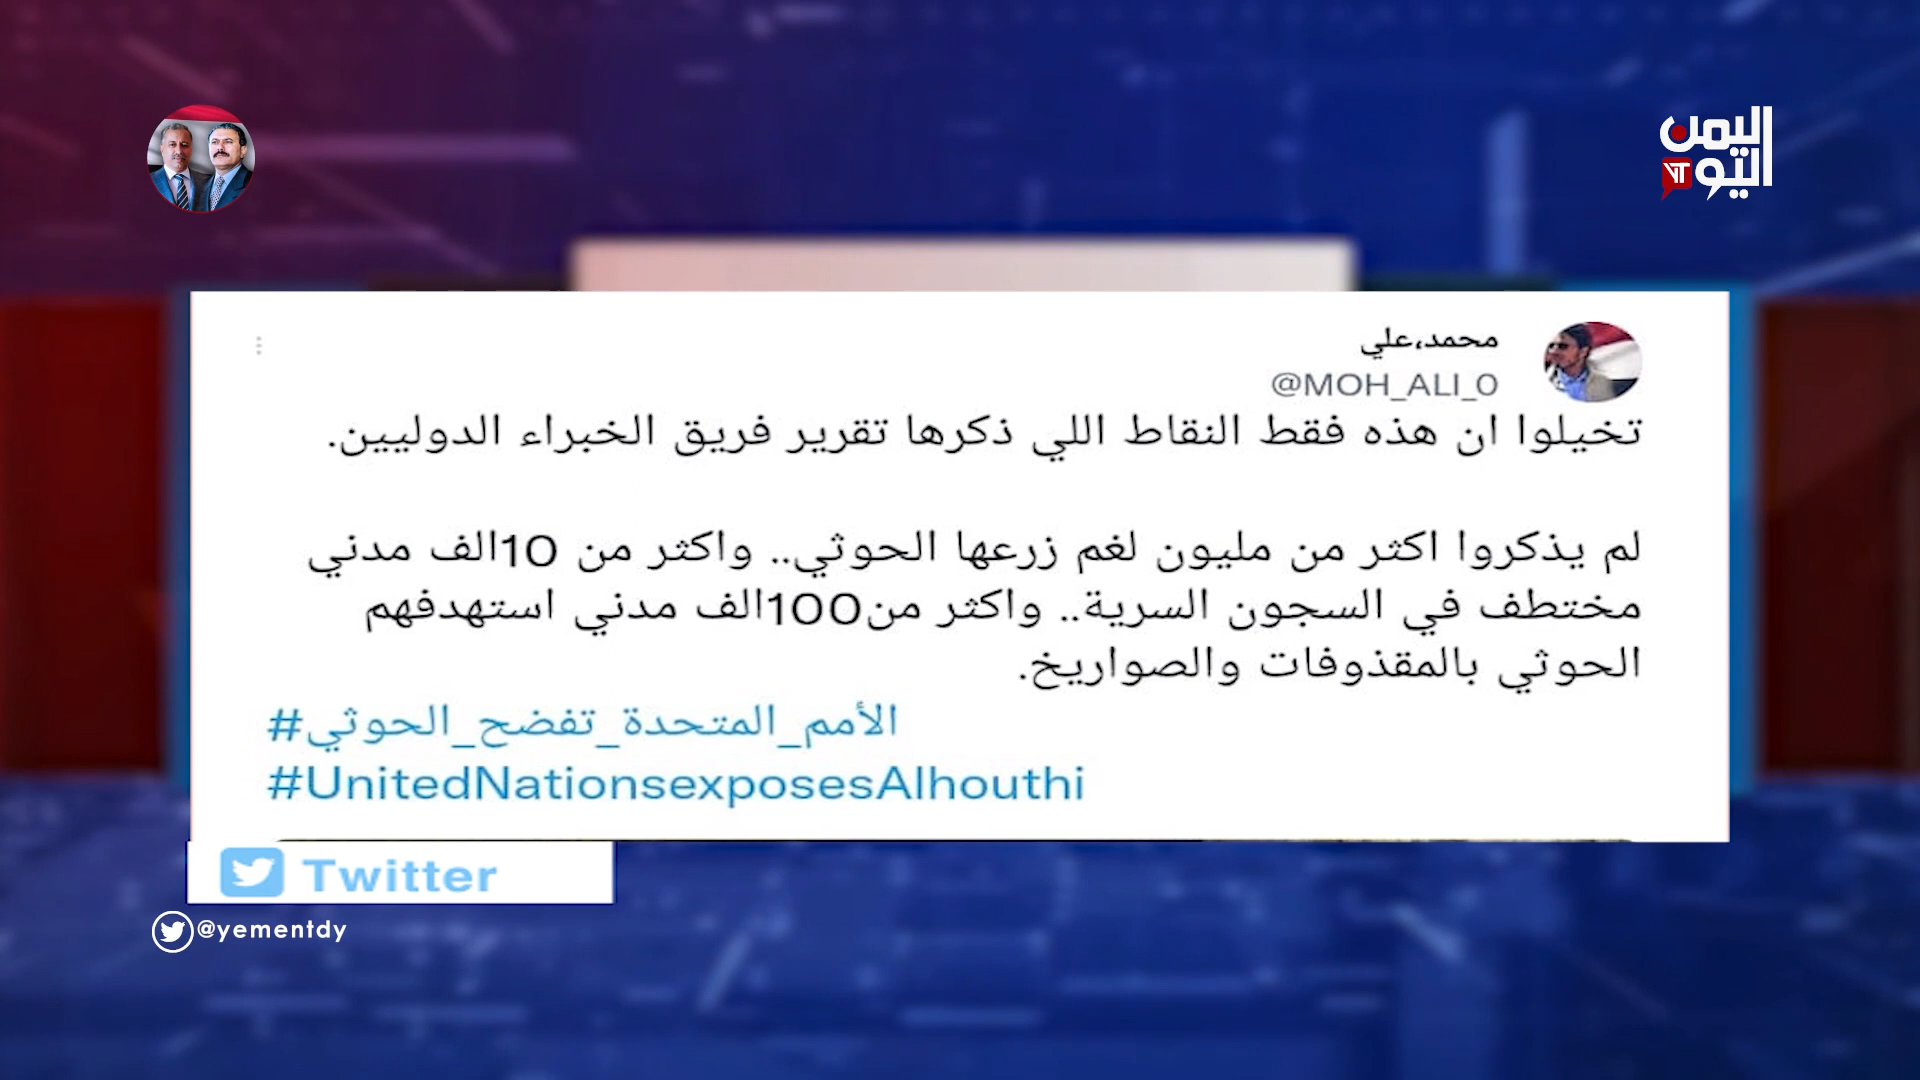 اليمن
اليوم
YT
محمد،علي
@MOH_ALI_0
تخيلوا ان هذه فقط النقاط اللي ذكرها تقرير فريق الخبراء الدوليين.
لم يذكروا اكثر من مليون لغم زرعها الحوثي.. واكثر من 10الف مدني
مختطف في السجون السرية.. واكثر من100الف مدني استهدفهم
الحوثي بالمقذوفات والصواريخ.
#الأمم_المتحدة_تفضح_الحوثي
#UnitedNationsexposesAlhouthi
Twitter
@yementdy